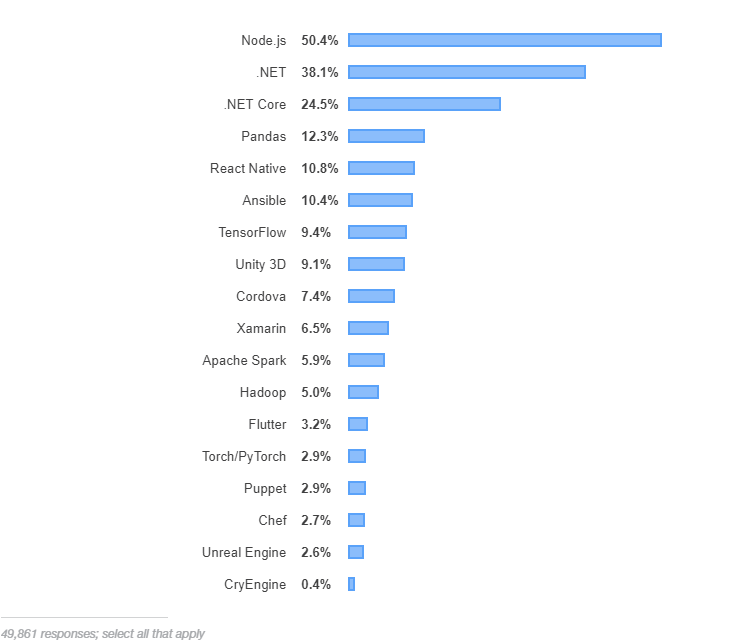 Node.js 50.4%
.NET 38.1%
.NET Core 24.5%
Pandas 12.3%
React Native 10.8%
Ansible 10.4%
TensorFlow 9.4%
Unity 3D 9.1%
Cordova 7.4%
Xamarin 6.5%
Apache Spark 5.9%
Hadoop 5.0%
Flutter 3.2%
Torch/PyTorch 2.9%
Puppet 2.9%
Chef 2.7%
Unreal Engine 2.6%
CryEngine 0.4%
49,861 responses; select all that apply